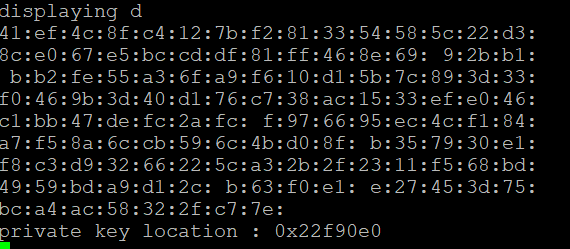 displaying d
41:ef:4c:8f:c4:12:7b:f2:81:33:54:58:5c:22:d3:
8c:e0:67:e5:bc:cd:df:81:ff:46:8e:69: 9:2b:b1:
 b:b2:fe:55:a3:6f:a9:f6:10:d1:5b:7c:89:3d:33:
f0:46:9b:3d:40:d1:76:c7:38:ac:15:33:ef:e0:46:
c1:bb:47:de:fc:2a:fc: f:97:66:95:ec:4c:f1:84:
a7:f5:8a:6c:cb:59:6c:4b:d0:8f: b:35:79:30:e1:
f8:c3:d9:32:66:22:5c:a3:2b:2f:23:11:f5:68:bd:
49:59:bd:a9:d1:2c: b:63:f0:e1: e:27:45:3d:75:
bc:a4:ac:58:32:2f:c7:7e:
private key location : 0x22f90e0